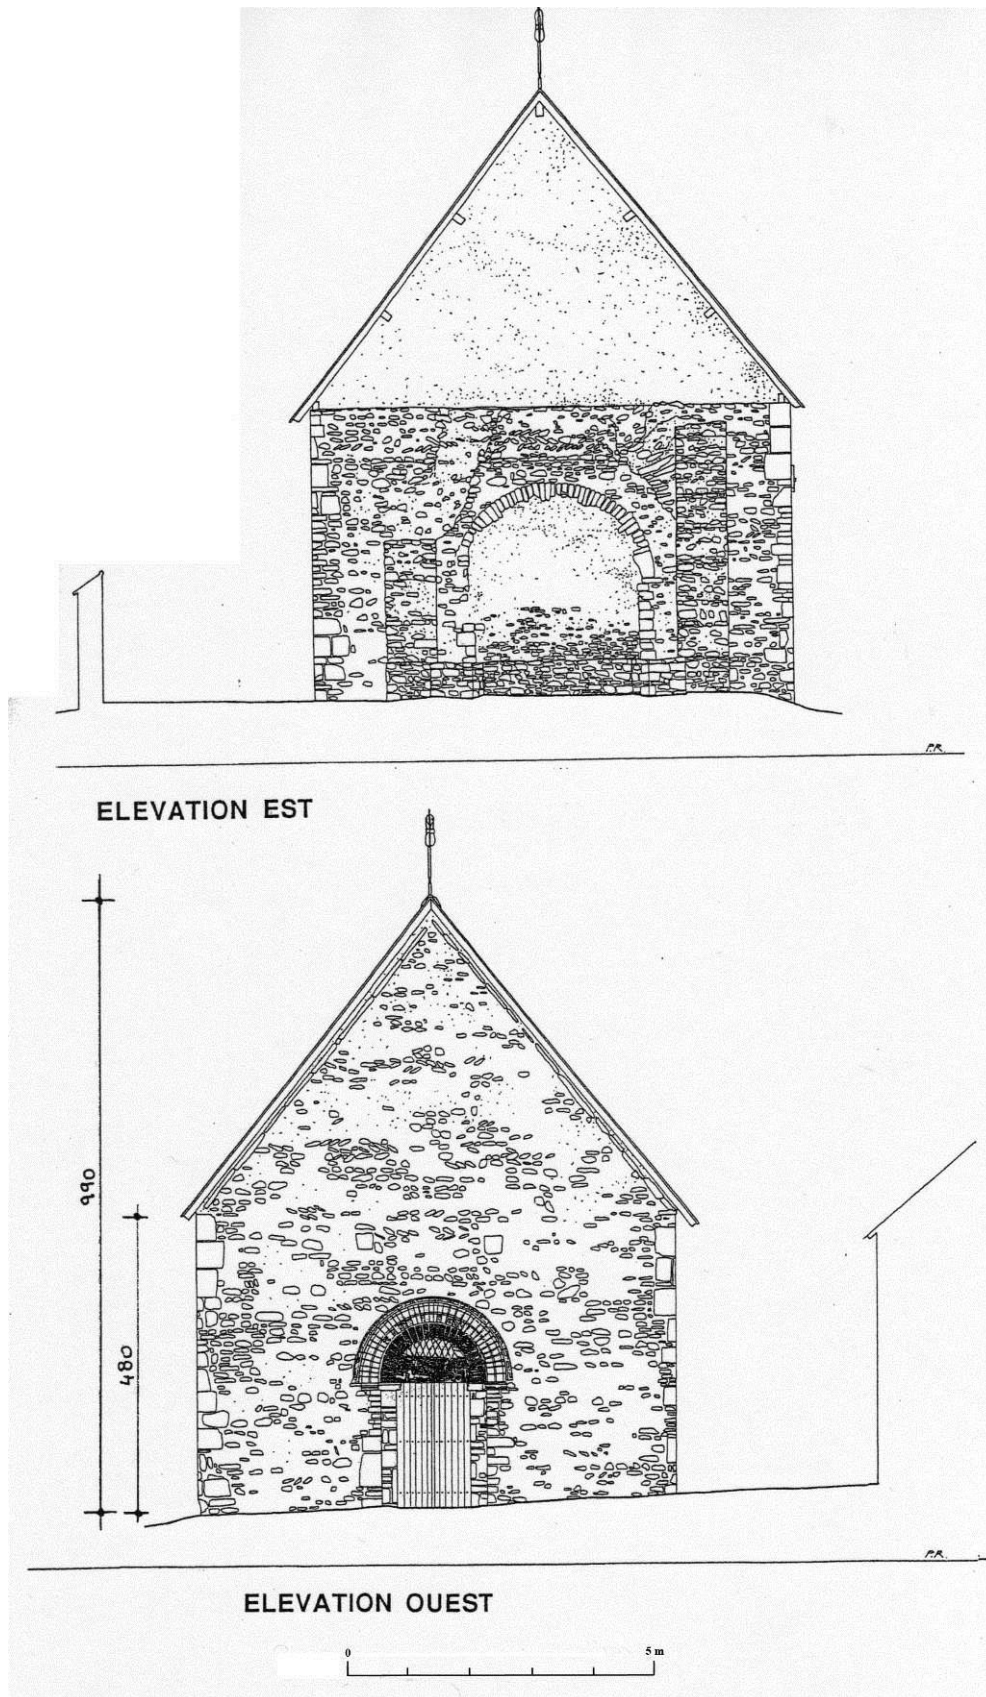 P.R.
ELEVATION EST
990
480
P.R.
ELEVATION OUEST
0 5 m